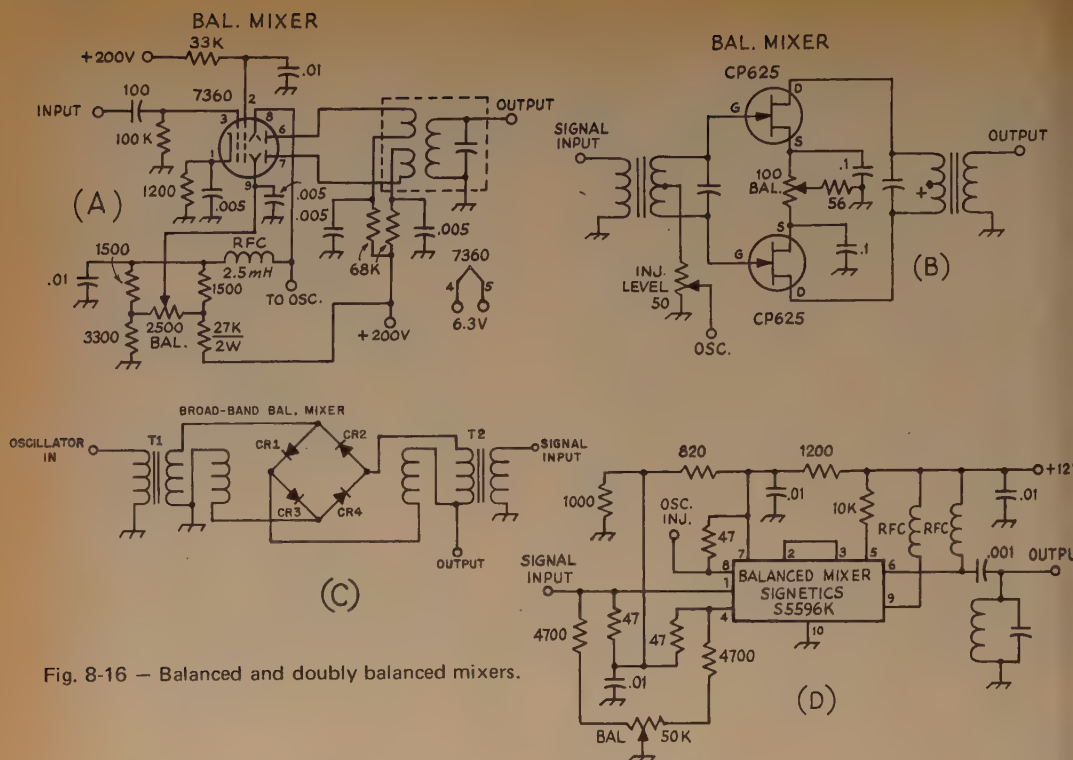 BAL. MIXER
33K
+200V
.01
100
7360
2
8
INPUT
3
6
OUTPUT
100K
1
7
1200
9
.005
.005
.005
(A)
.005
RFC
68K
7360
1500
2.5mH
1500
4
5
.01
TO OSC.
6.3V
3300
2500
BAL.
27K
2W
+200V
BAL. MIXER
CP625
D
G
SIGNAL
INPUT
S
OUTPUT
.1
100
BAL.
56
+
S
.1
G
INJ.
LEVEL
50
D
(B)
CP625
OSC.
BROAD-BAND BAL. MIXER
OSCILLATOR
IN
T1
CR1
CR2
T2
SIGNAL
INPUT
CR3
CR4
OUTPUT
(C)
820
1200
+12
1000
.01
.01
OSC.
INJ.
10K
RFC
RFC
47
7
2
3
5
.001
OUTPU
SIGNAL
INPUT
8
BALANCED MIXER
SIGNETICS
S5596K
6
1
9
4
10
4700
47
47
4700
.01
BAL
50K
(D)
Fig. 8-16 — Balanced and doubly balanced mixers.